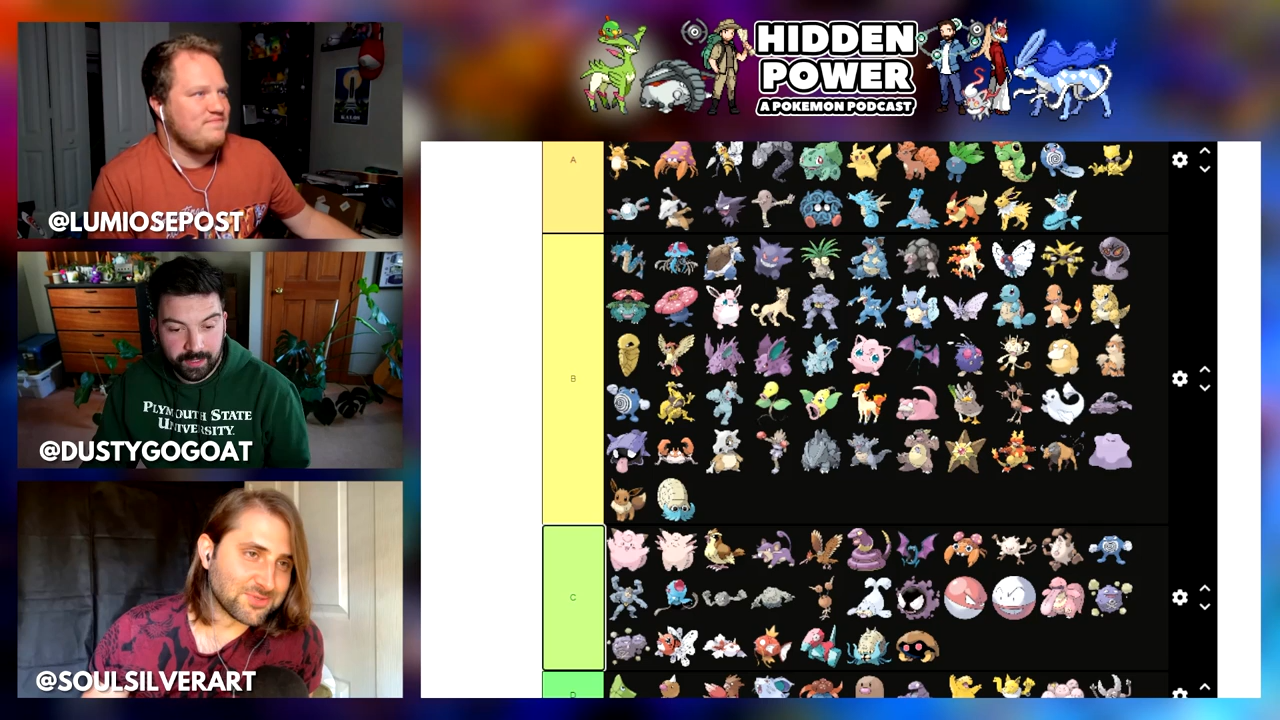 HIDDEN
POWER
A POKEMON PODCAST
@LUMIOSEPOST
PLYMOUTH STATE
UNIVERSITY.
@DUSTYGOGOAT
@SOULSILVERART
A
B
C
D